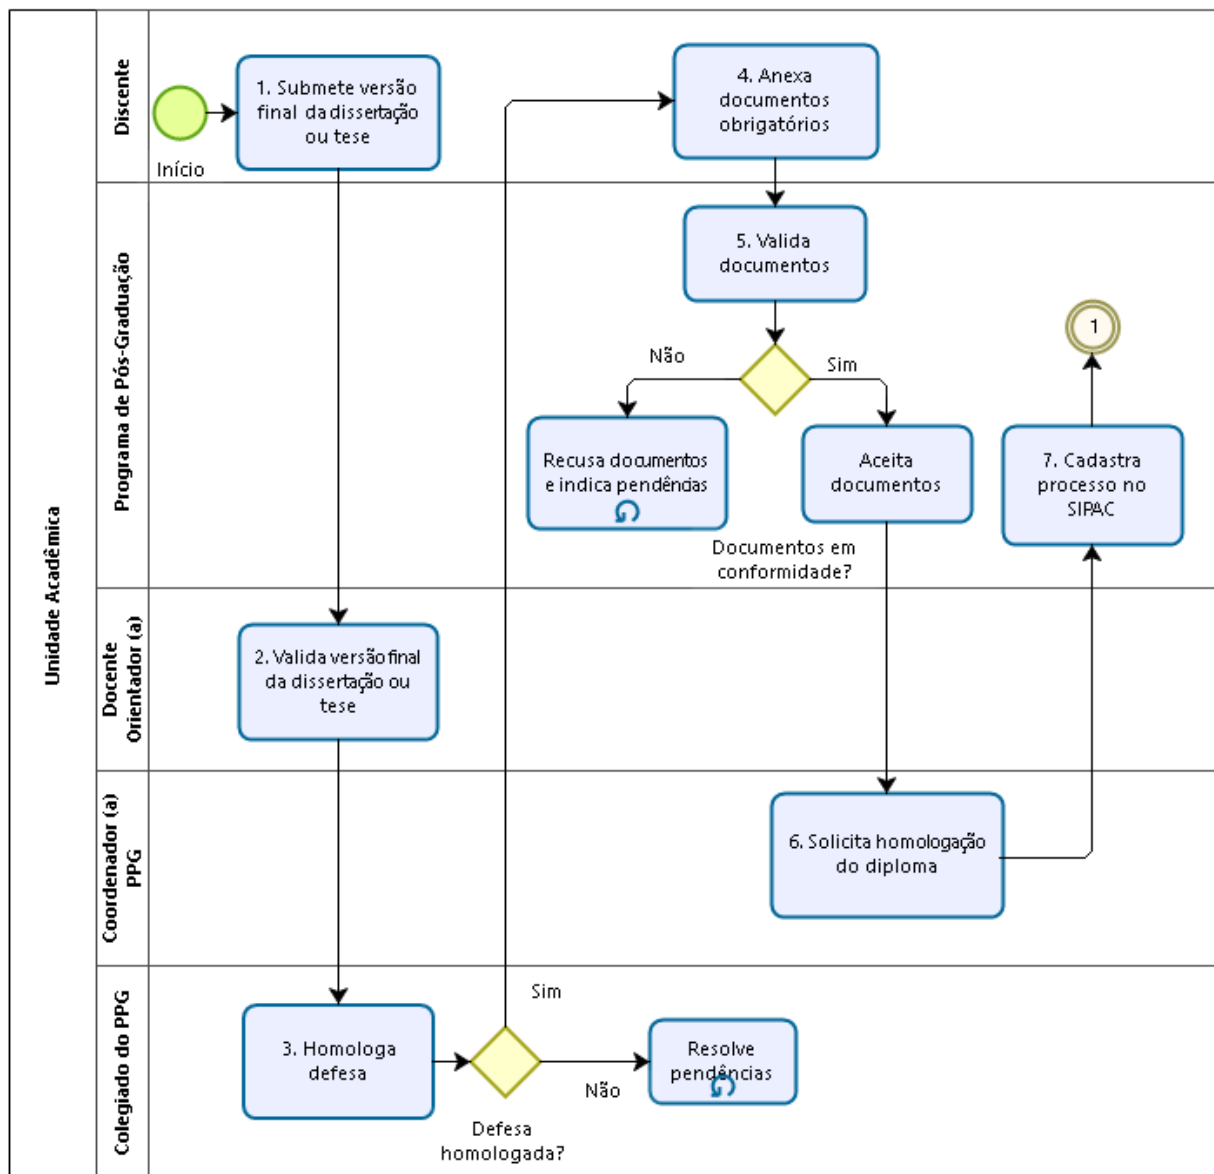 Unidade Acadêmica
Discente
Início
1. Submete versão
final da dissertação
ou tese
4. Anexa
documentos
obrigatórios
Programa de Pós-Graduação
5. Valida
documentos
Não
Sim
Recusa documentos
e indica pendências
Aceita
documentos
Documentos em
conformidade?
7. Cadastra
processo no
SIPAC
1
Docente
Orientador (a)
2. Valida versão final
da dissertação ou
tese
Coordenador (a)
PPG
6. Solicita homologação
do diploma
Colegiado do PPG
3. Homologa
defesa
Sim
Não
Defesa
homologada?
Resolve
pendências